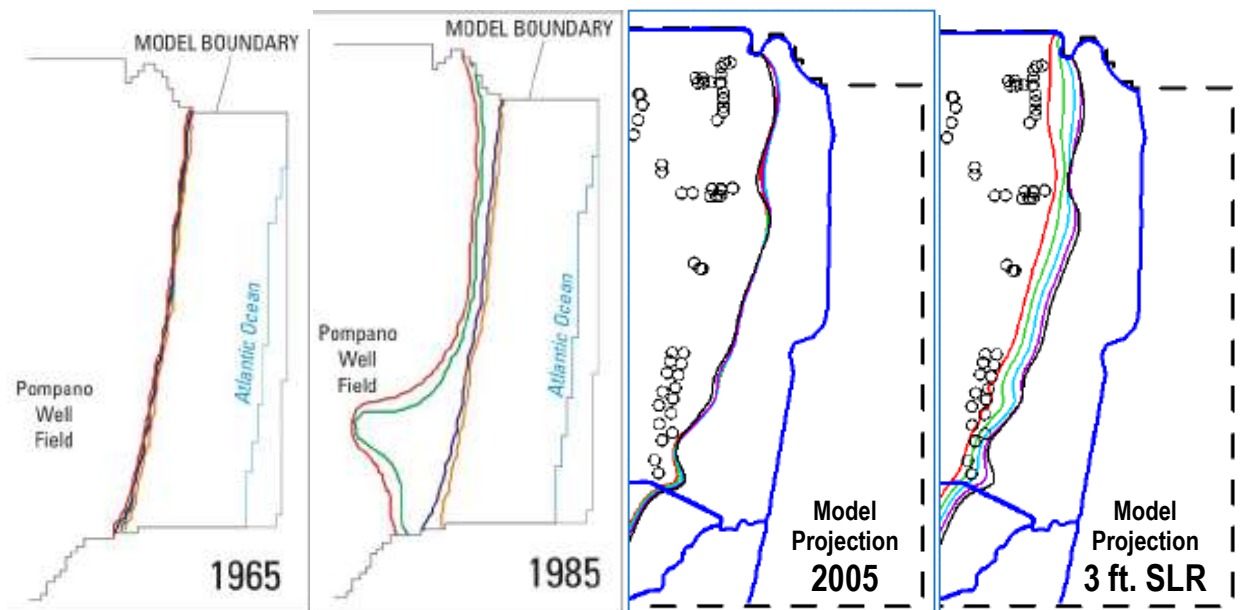 MODEL BOUNDARY
Atlantic Ocean
Pompano
Well
Field
1965
MODEL BOUNDARY
Atlantic Ocean
Pompano
Well
Field
1985
Model
Projection
2005
Model
Projection
3 ft. SLR